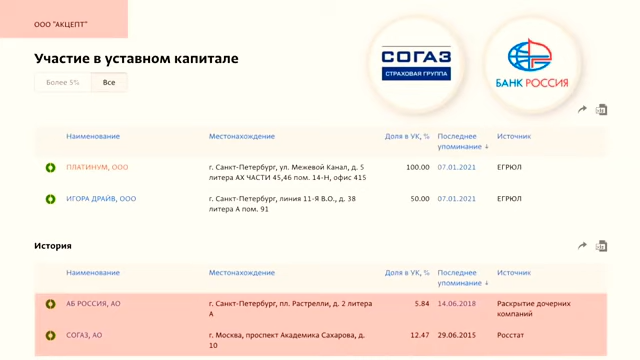 ООО "АКЦЕПТ"
Участие в уставном капитале
Более 5% Все
СОГАЗ
СТРАХОВАЯ ГРУППА
БАНК РОССИЯ
Наименование Местонахождение Доля в УК, % Последнее упоминание ↓ Источник
ПЛАТИНУМ, ООО г. Санкт-Петербург, ул. Межевой Канал, д. 5 100.00 07.01.2021 ЕГРЮЛ
литера АХ ЧАСТИ 45,46 пом. 14-Н, офис 415
ИГОРА ДРАЙВ, ООО г. Санкт-Петербург, линия 11-Я В.О., д. 38 50.00 07.01.2021 ЕГРЮЛ
литера А пом. 91
История
Наименование Местонахождение Доля в УК, % Последнее упоминание ↓ Источник
АБ РОССИЯ, АО г. Санкт-Петербург, пл. Растрелли, д. 2 литера 5.84 14.06.2018 Раскрытие дочерних
А компаний
СОГАЗ, АО г. Москва, проспект Академика Сахарова, д. 12.47 29.06.2015 Росстат
10